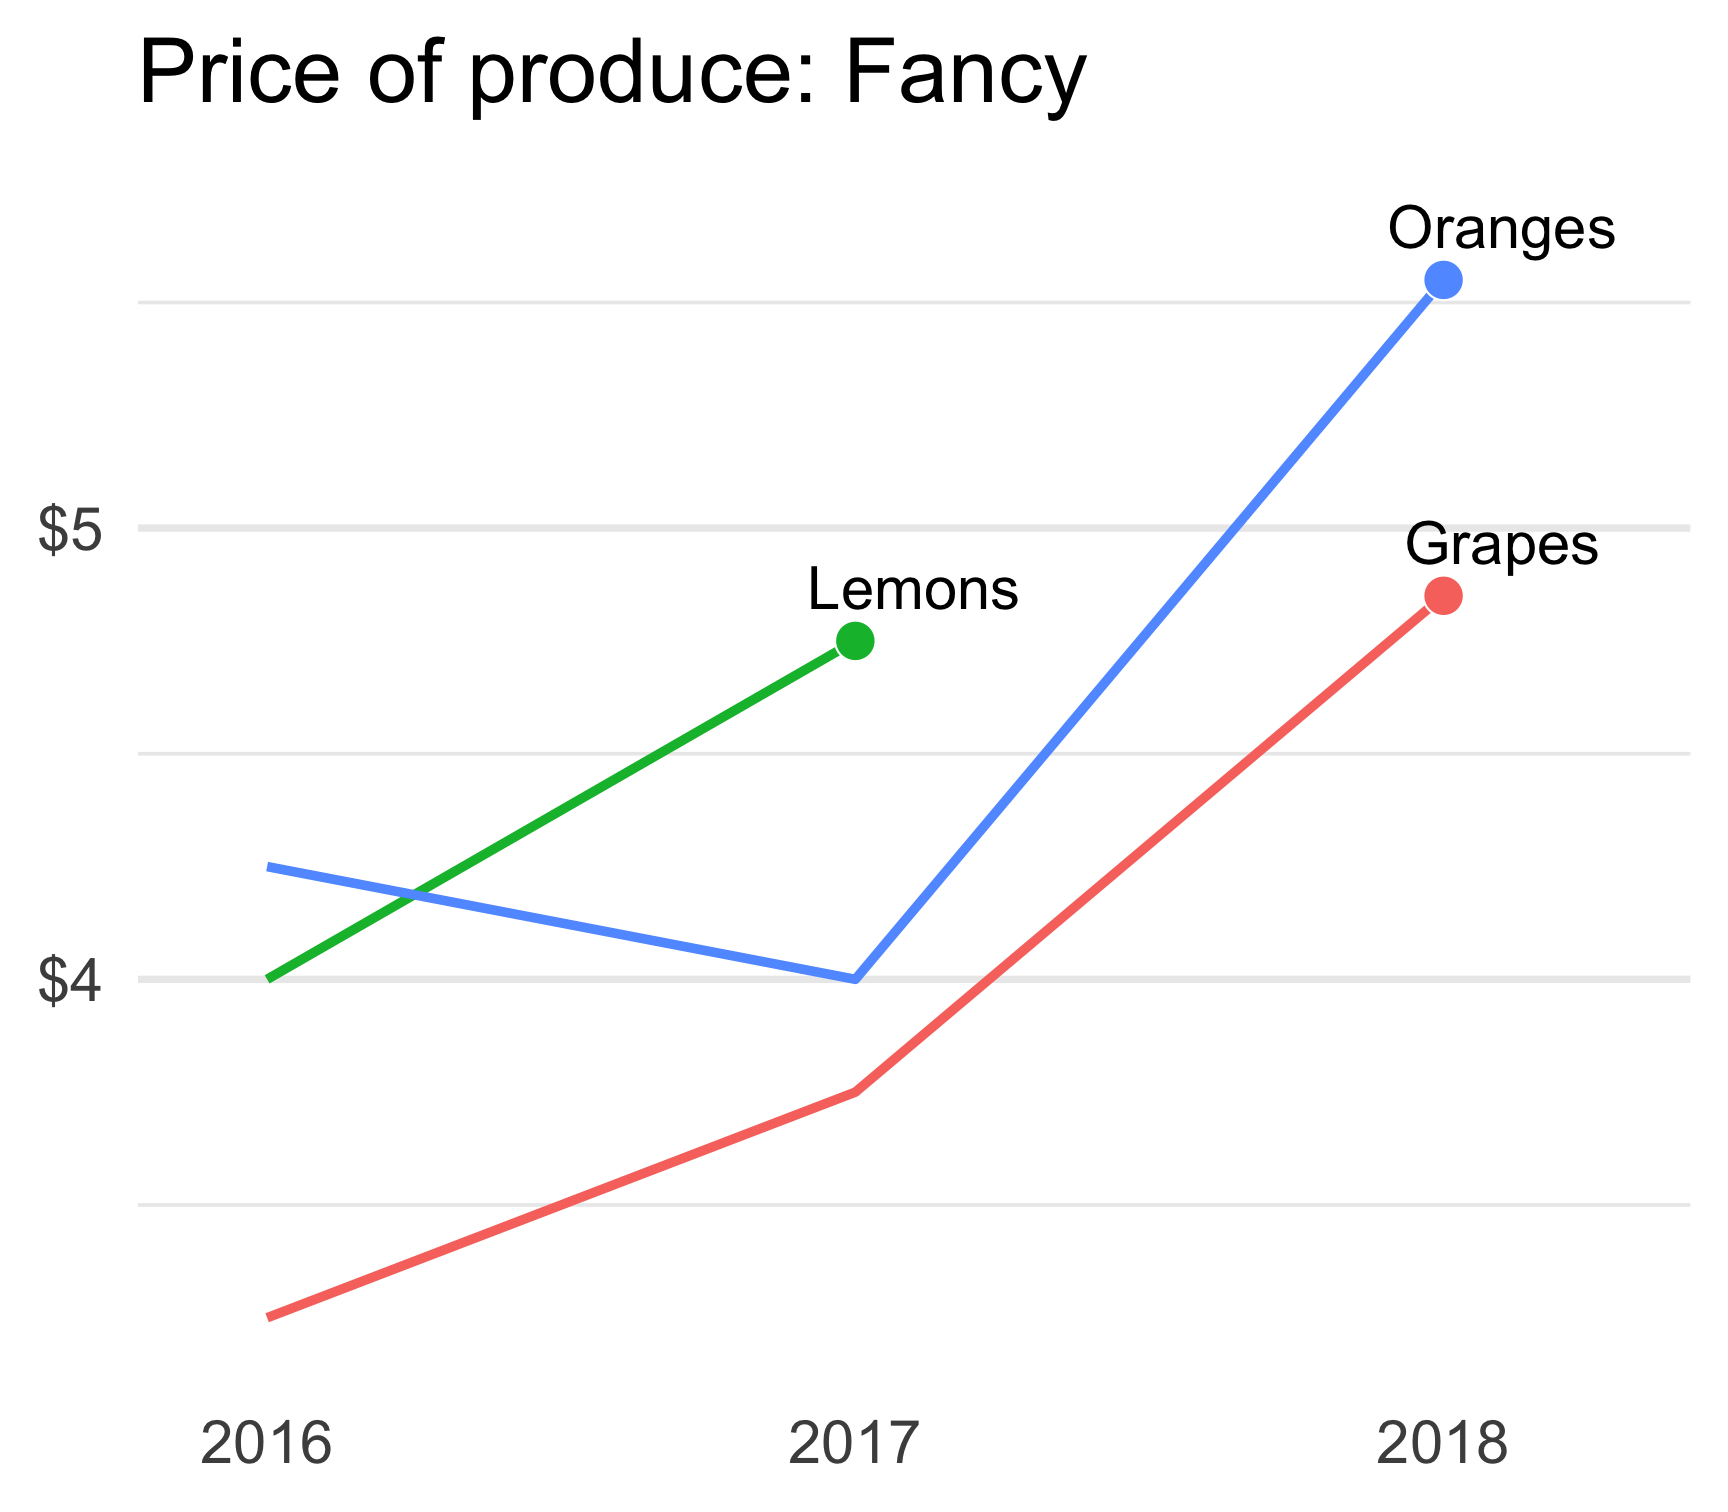 Price of produce: Fancy
Oranges
$5
Grapes
Lemons
$4
2016 2017 2018